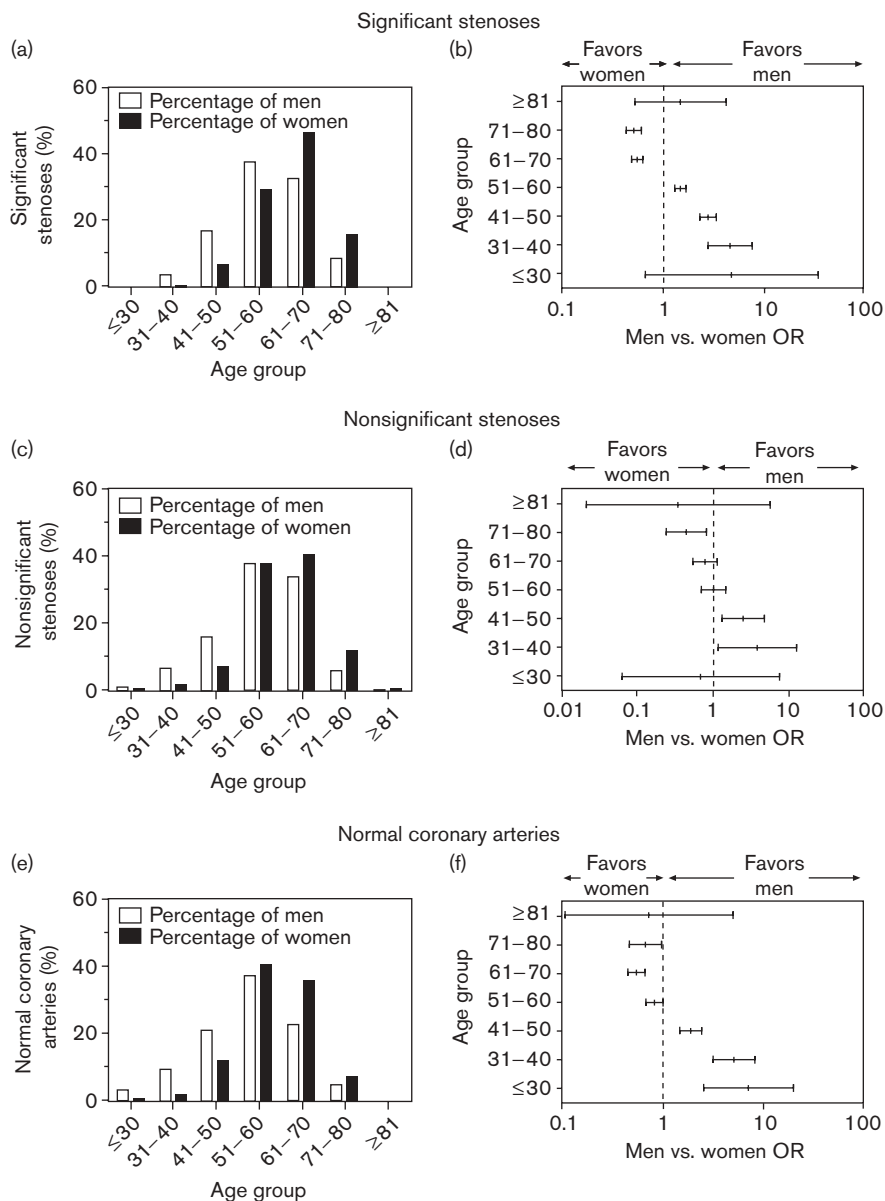 Significant stenoses
(a)
60
40
20
0
Significant
stenoses (%)
Percentage of men
Percentage of women
≤30
31–40
41–50
51–60
61–70
71–80
≥81
Age group
(b)
Favors
women
Favors
men
Age group
≥81
71–80
61–70
51–60
41–50
31–40
≤30
0.1
1
10
100
Men vs. women OR
Nonsignificant stenoses
(c)
60
40
20
0
Nonsignificant
stenoses (%)
Percentage of men
Percentage of women
≤30
31–40
41–50
51–60
61–70
71–80
≥81
Age group
(d)
Favors
women
Favors
men
Age group
≥81
71–80
61–70
51–60
41–50
31–40
≤30
0.01
0.1
1
10
100
Men vs. women OR
Normal coronary arteries
(e)
60
40
20
0
Normal coronary
arteries (%)
Percentage of men
Percentage of women
≤30
31–40
41–50
51–60
61–70
71–80
≥81
Age group
(f)
Favors
women
Favors
men
Age group
≥81
71–80
61–70
51–60
41–50
31–40
≤30
0.1
1
10
100
Men vs. women OR